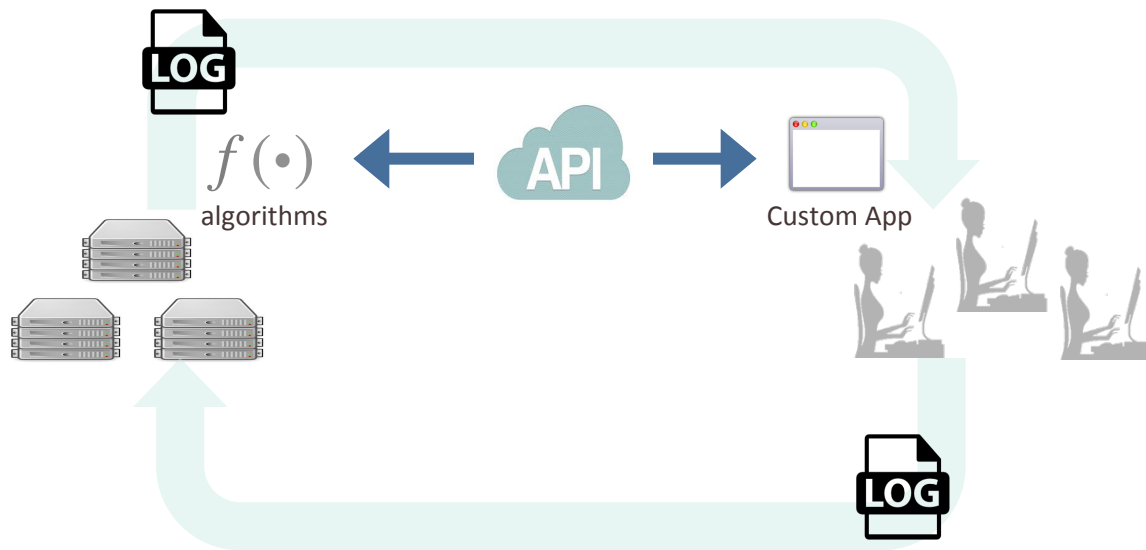 LOG
f(•)
API
algorithms
Custom App
LOG